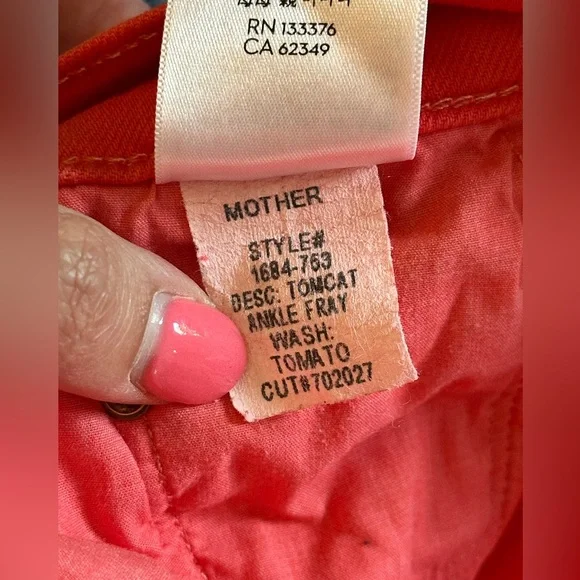 RN 133376
CA 62349
MOTHER
STYLE#
1684-763
DESC: TOMCAT
ANKLE FRAY
WASH:
TOMATO
CUT#702027